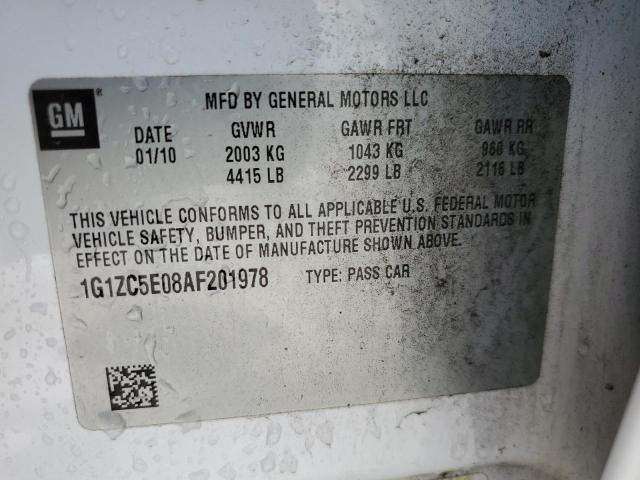 GM®
MFD BY GENERAL MOTORS LLC
DATE GVWR GAWR FRT GAWR RR
01/10 2003 KG 1043 KG 960 KG
4415 LB 2299 LB 2116 LB
THIS VEHICLE CONFORMS TO ALL APPLICABLE U.S. FEDERAL MOTOR
VEHICLE SAFETY, BUMPER, AND THEFT PREVENTION STANDARDS IN
EFFECT ON THE DATE OF MANUFACTURE SHOWN ABOVE.
1G1ZC5E08AF201978 TYPE: PASS CAR